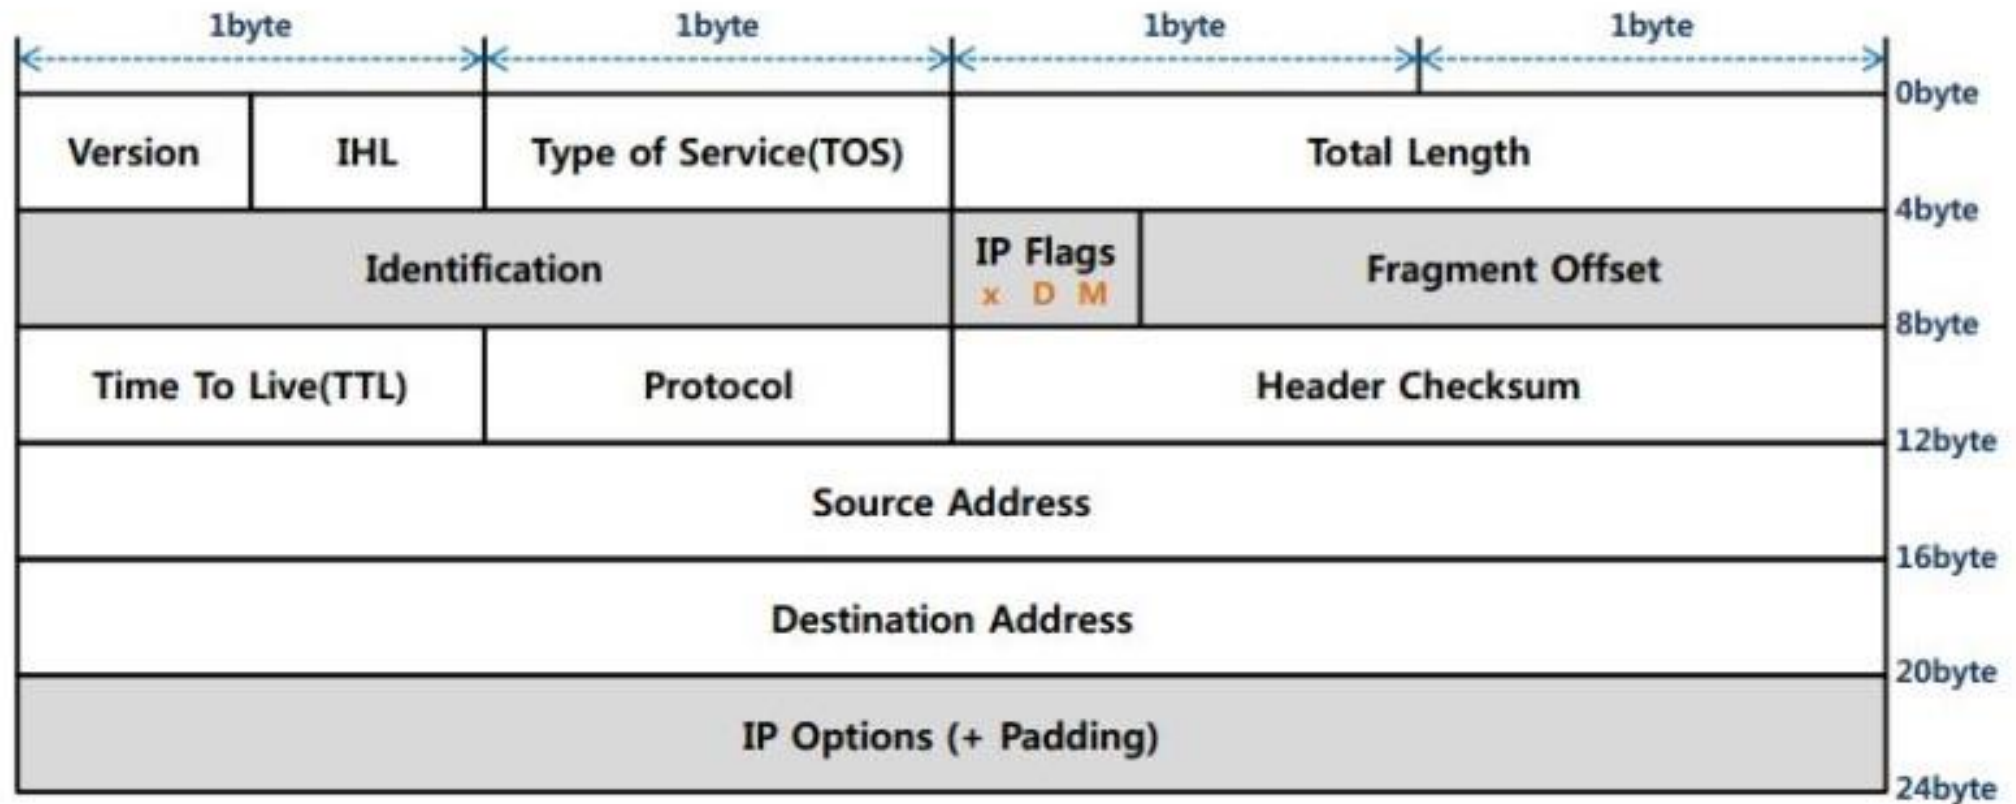 1byte 1byte 1byte 1byte
0byte
Version IHL Type of Service(TOS) Total Length
4byte
Identification IP Flags Fragment Offset
x D M
8byte
Time To Live(TTL) Protocol Header Checksum
12byte
Source Address
16byte
Destination Address
20byte
IP Options (+ Padding)
24byte